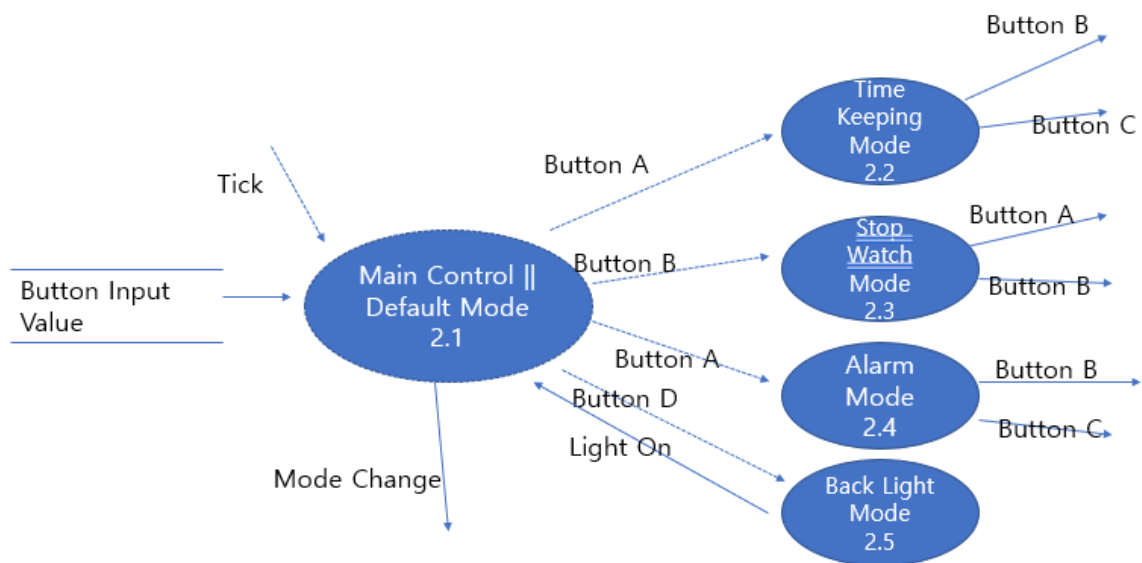 Button B
Time
Keeping
Mode
2.2
Button C
Button A
Tick
Button A
Stop
Watch
Mode
2.3
Button B
Button B
Main Control ||
Default Mode
2.1
Button Input
Value
Button A
Alarm
Mode
2.4
Button B
Button C
Button D
Light On
Mode Change
Back Light
Mode
2.5